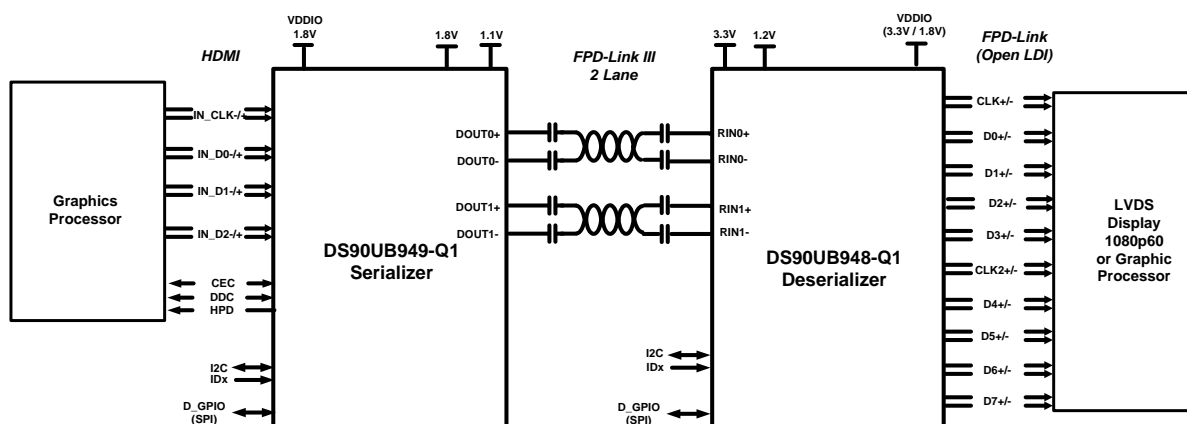 VDDIO
1.8V
1.8V
1.1V
3.3V
1.2V
VDDIO
(3.3V / 1.8V)
HDMI
FPD-Link III
2 Lane
FPD-Link
(Open LDI)
Graphics
Processor
IN_CLK-/+
IN_D0-/+
IN_D1-/+
IN_D2-/+
CEC
DDC
HPD
I2C
IDx
D_GPIO
(SPI)
DOUT0+
DOUT0-
DOUT1+
DOUT1-
DS90UB949-Q1
Serializer
RIN0+
RIN0-
RIN1+
RIN1-
DS90UB948-Q1
Deserializer
I2C
IDx
D_GPIO
(SPI)
CLK+/-
D0+/-
D1+/-
D2+/-
D3+/-
CLK2+/-
D4+/-
D5+/-
D6+/-
D7+/-
LVDS
Display
1080p60
or Graphic
Processor